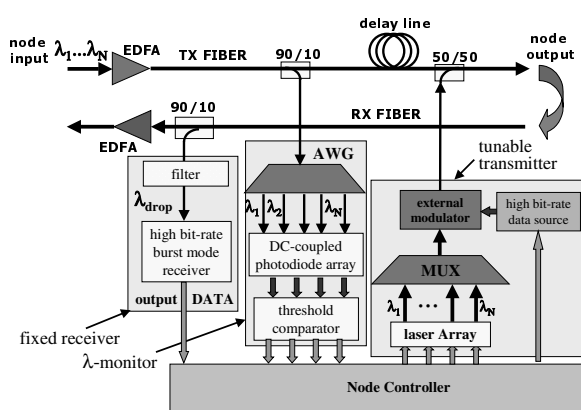 node input
λ1...λN
EDFA
TX FIBER
90/10
delay line
50/50
node output
90/10
RX FIBER
EDFA
tunable transmitter
filter
λdrop
high bit-rate burst mode receiver
output DATA
fixed receiver
AWG
λ1 λ2 λN
DC-coupled photodiode array
threshold comparator
λ-monitor
external modulator
high bit-rate data source
MUX
λ1 ... λN
laser Array
Node Controller